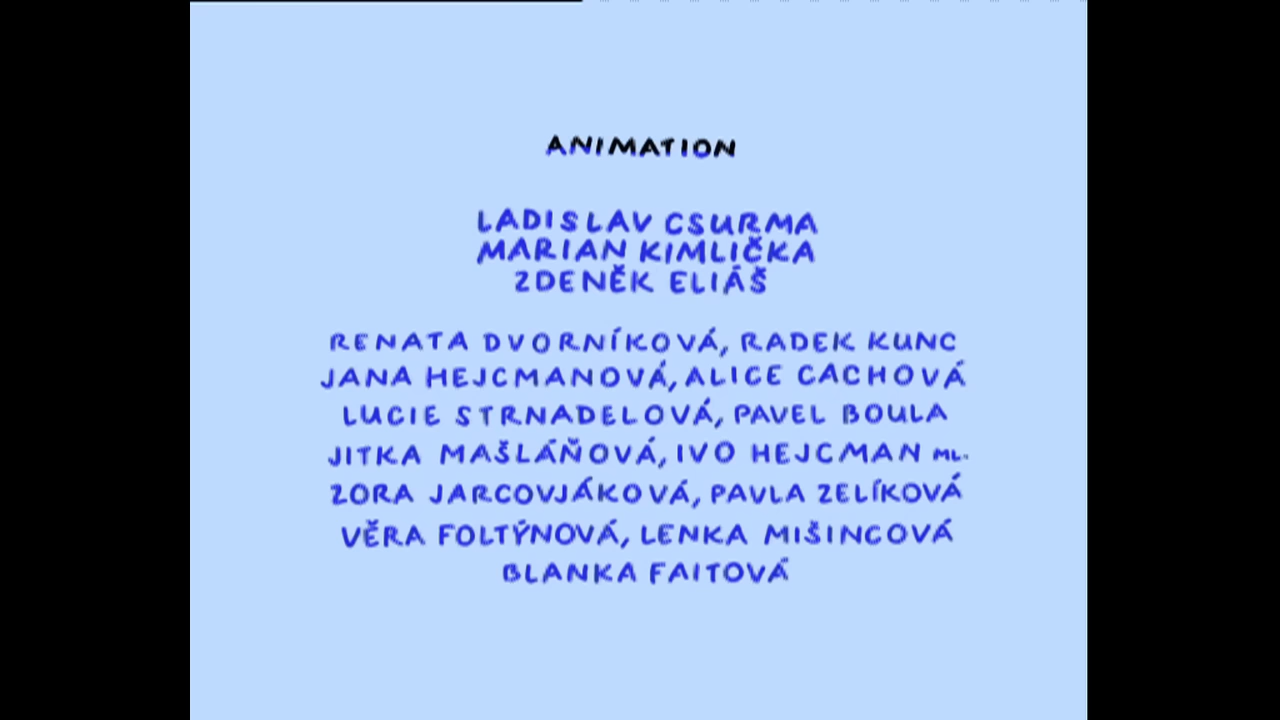 ANIMATION
LADISLAV CSURMA
MARIAN KIMLIČKA
ZDENĚK ELIÁŠ
RENATA DVORNÍKOVÁ, RADEK KUNC
JANA HEJCMANOVÁ, ALICE CACHOVÁ
LUCIE STRNADELOVÁ, PAVEL BOULA
JITKA MAŠLÁŇOVÁ, IVO HEJCMAN ML.
ZORA JARCOVJÁKOVÁ, PAVLA ZELÍKOVÁ
VĚRA FOLTÝNOVÁ, LENKA MIŠINCOVÁ
BLANKA FAITOVÁ